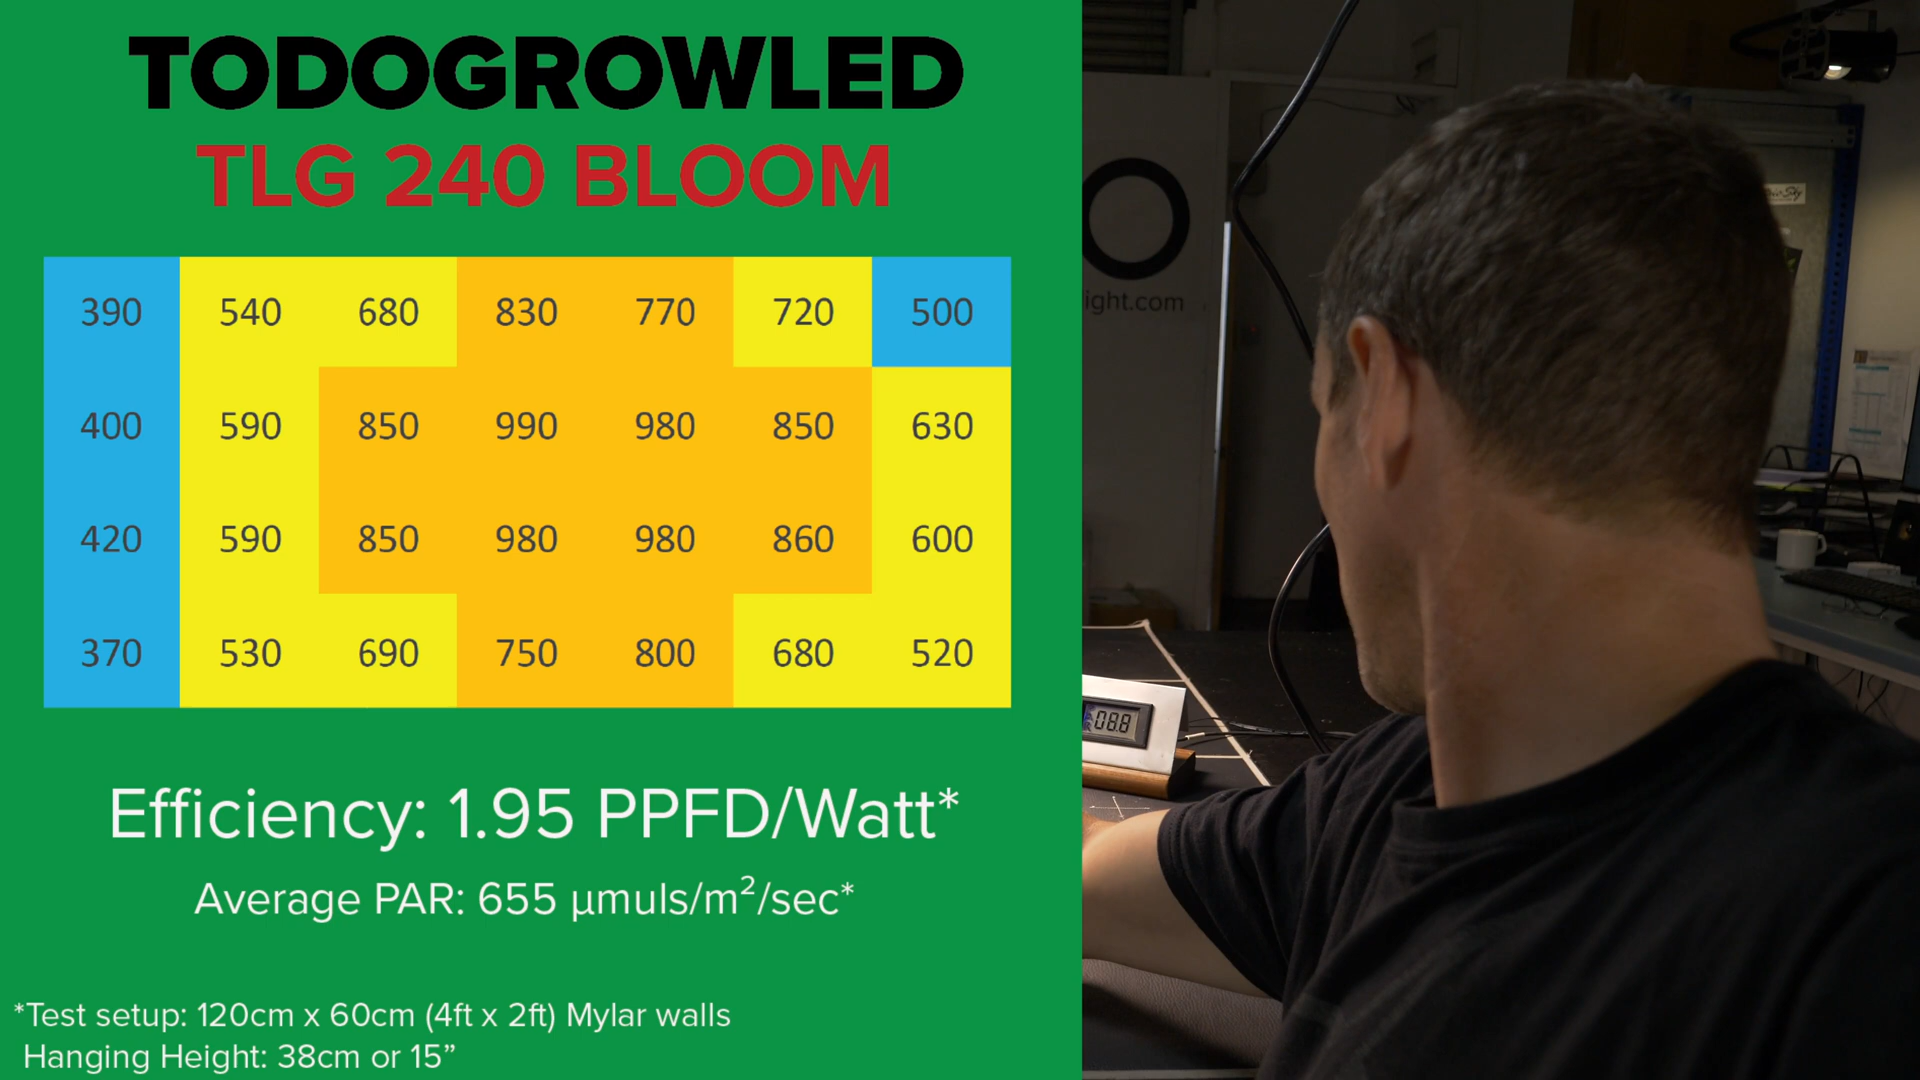 TODOGROWLED
TLG 240 BLOOM
390 540 680 830 770 720 500
400 590 850 990 980 850 630
420 590 850 980 980 860 600
370 530 690 750 800 680 520
Efficiency: 1.95 PPFD/Watt*
Average PAR: 655 µmuls/m²/sec*
*Test setup: 120cm x 60cm (4ft x 2ft) Mylar walls
Hanging Height: 38cm or 15”
ight.com
08.8